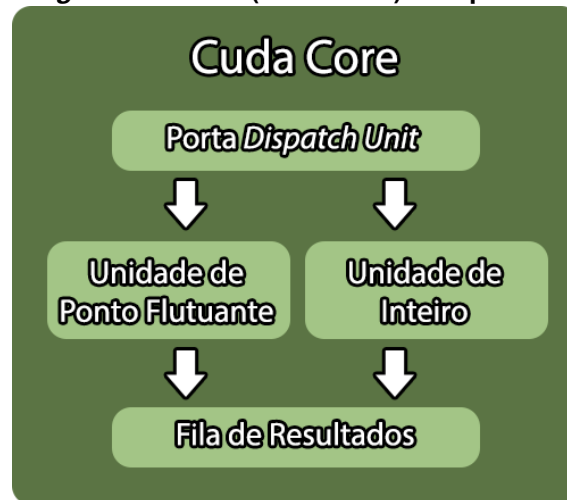 Cuda Core
Porta Dispatch Unit
Unidade de
Ponto Flutuante
Unidade de
Inteiro
Fila de Resultados